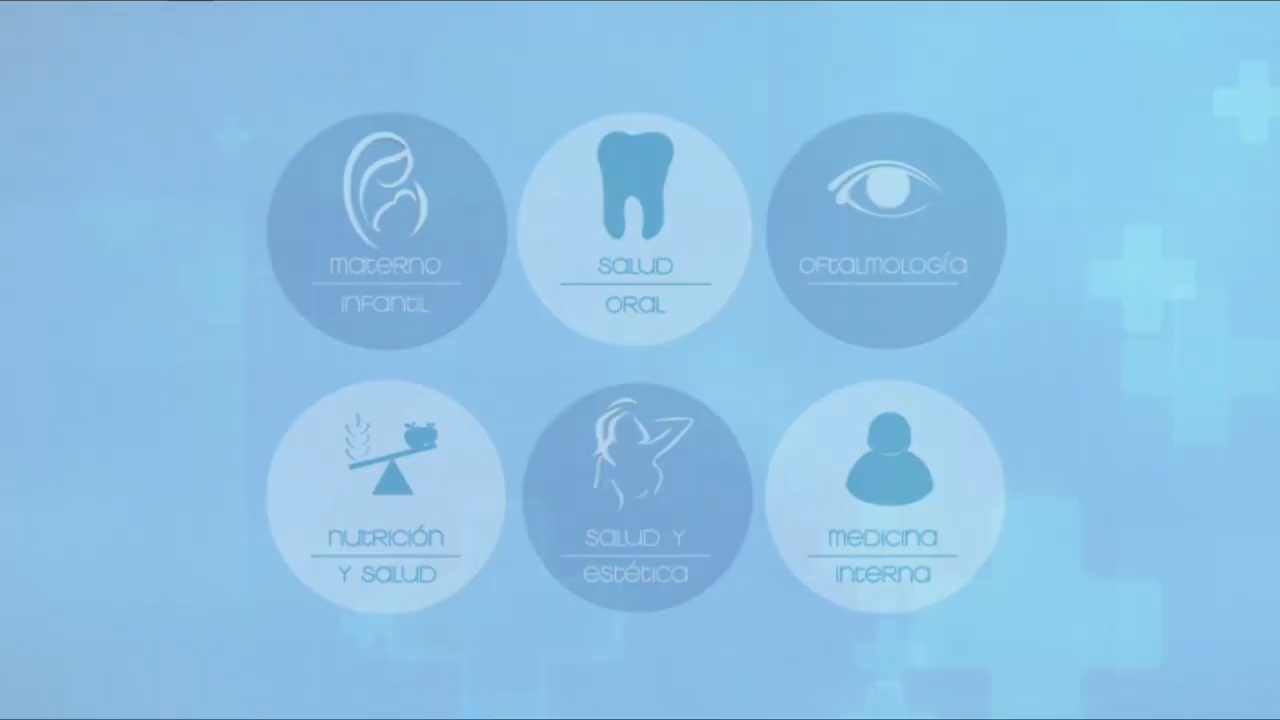 materno
infantil
SALUD
ORAL
oftalmología
nutrición
Y SALUD
SALUD Y
estética
medicina
interna